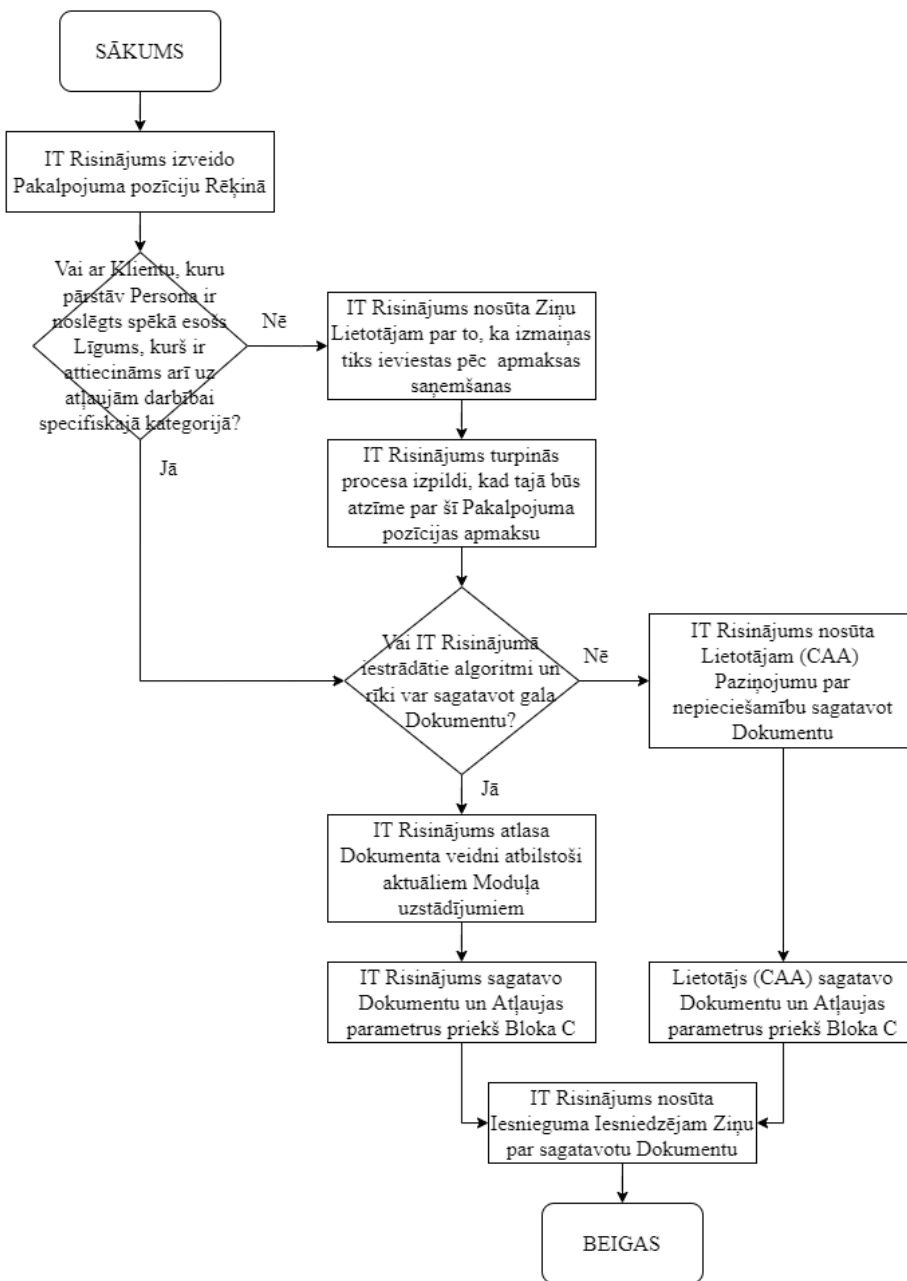 SĀKUMS
IT Risinājums izveido
Pakalpojuma pozīciju Rēķinā
Vai ar Klientu, kuru
pārstāv Persona ir
noslēgts spēkā esošs
Līgums, kurš ir
attiecināms arī uz
atļaujām darbībai
specifiskajā kategorijā?
Nē
Jā
IT Risinājums nosūta Ziņu
Lietotājam par to, ka izmaiņas
tiks ieviestas pēc apmaksas
saņemšanas
IT Risinājums turpinās
procesa izpildi, kad tajā būs
atzīme par šī Pakalpojuma
pozīcijas apmaksu
Vai IT Risinājumā
iestrādātie algoritmi un
rīki var sagatavot gala
Dokumentu?
Nē
Jā
IT Risinājums nosūta
Lietotājam (CAA)
Paziņojumu par
nepieciešamību sagatavot
Dokumentu
IT Risinājums atlasa
Dokumenta veidni atbilstoši
aktuāliem Moduļa
uzstādījumiem
IT Risinājums sagatavo
Dokumentu un Atļaujas
parametrus priekš Bloka C
Lietotājs (CAA) sagatavo
Dokumentu un Atļaujas
parametrus priekš Bloka C
IT Risinājums nosūta
Iesnieguma Iesniedzējam Ziņu
par sagatavotu Dokumentu
BEIGAS